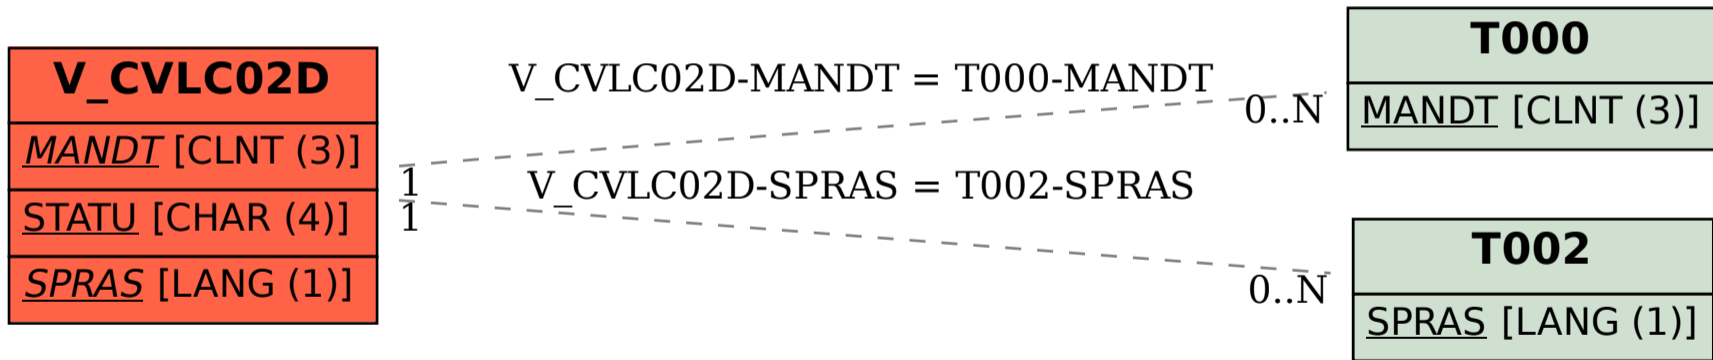 V_CVLC02D
MANDT [CLNT (3)]
STATU [CHAR (4)]
SPRAS [LANG (1)]
V_CVLC02D-MANDT = T000-MANDT
0..N
1
V_CVLC02D-SPRAS = T002-SPRAS
1
0..N
T000
MANDT [CLNT (3)]
T002
SPRAS [LANG (1)]